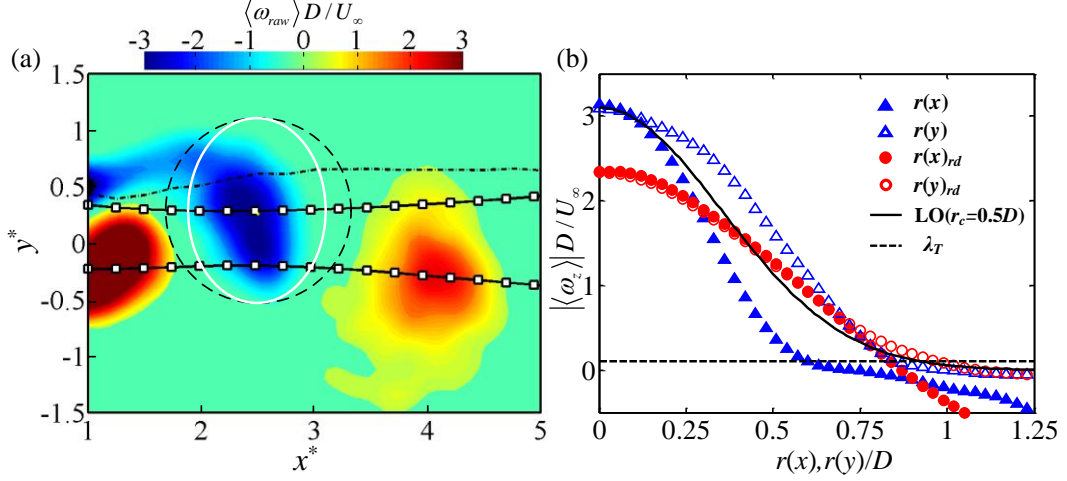 ⟨ω_raw⟩ D / U_∞
-3 -2 -1 0 1 2 3
(a)
1.5
1
0.5
0
-0.5
-1
-1.5
y*
1 2 3 4 5
x*
(b)
3
2
1
0
|⟨ω_z⟩| D / U_∞
r(x)
r(y)
r(x)_rd
r(y)_rd
LO(r_c=0.5D)
λ_T
0 0.25 0.5 0.75 1 1.25
r(x),r(y)/D